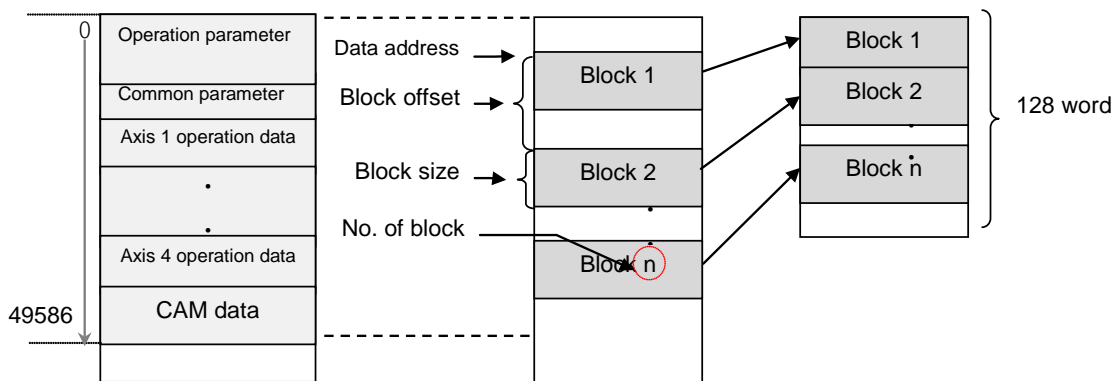 0
Operation parameter
Common parameter
Axis 1 operation data
Axis 4 operation data
CAM data
49586
Data address
Block offset
Block size
No. of block
Block 1
Block 2
Block n
Block 1
Block 2
Block n
128 word